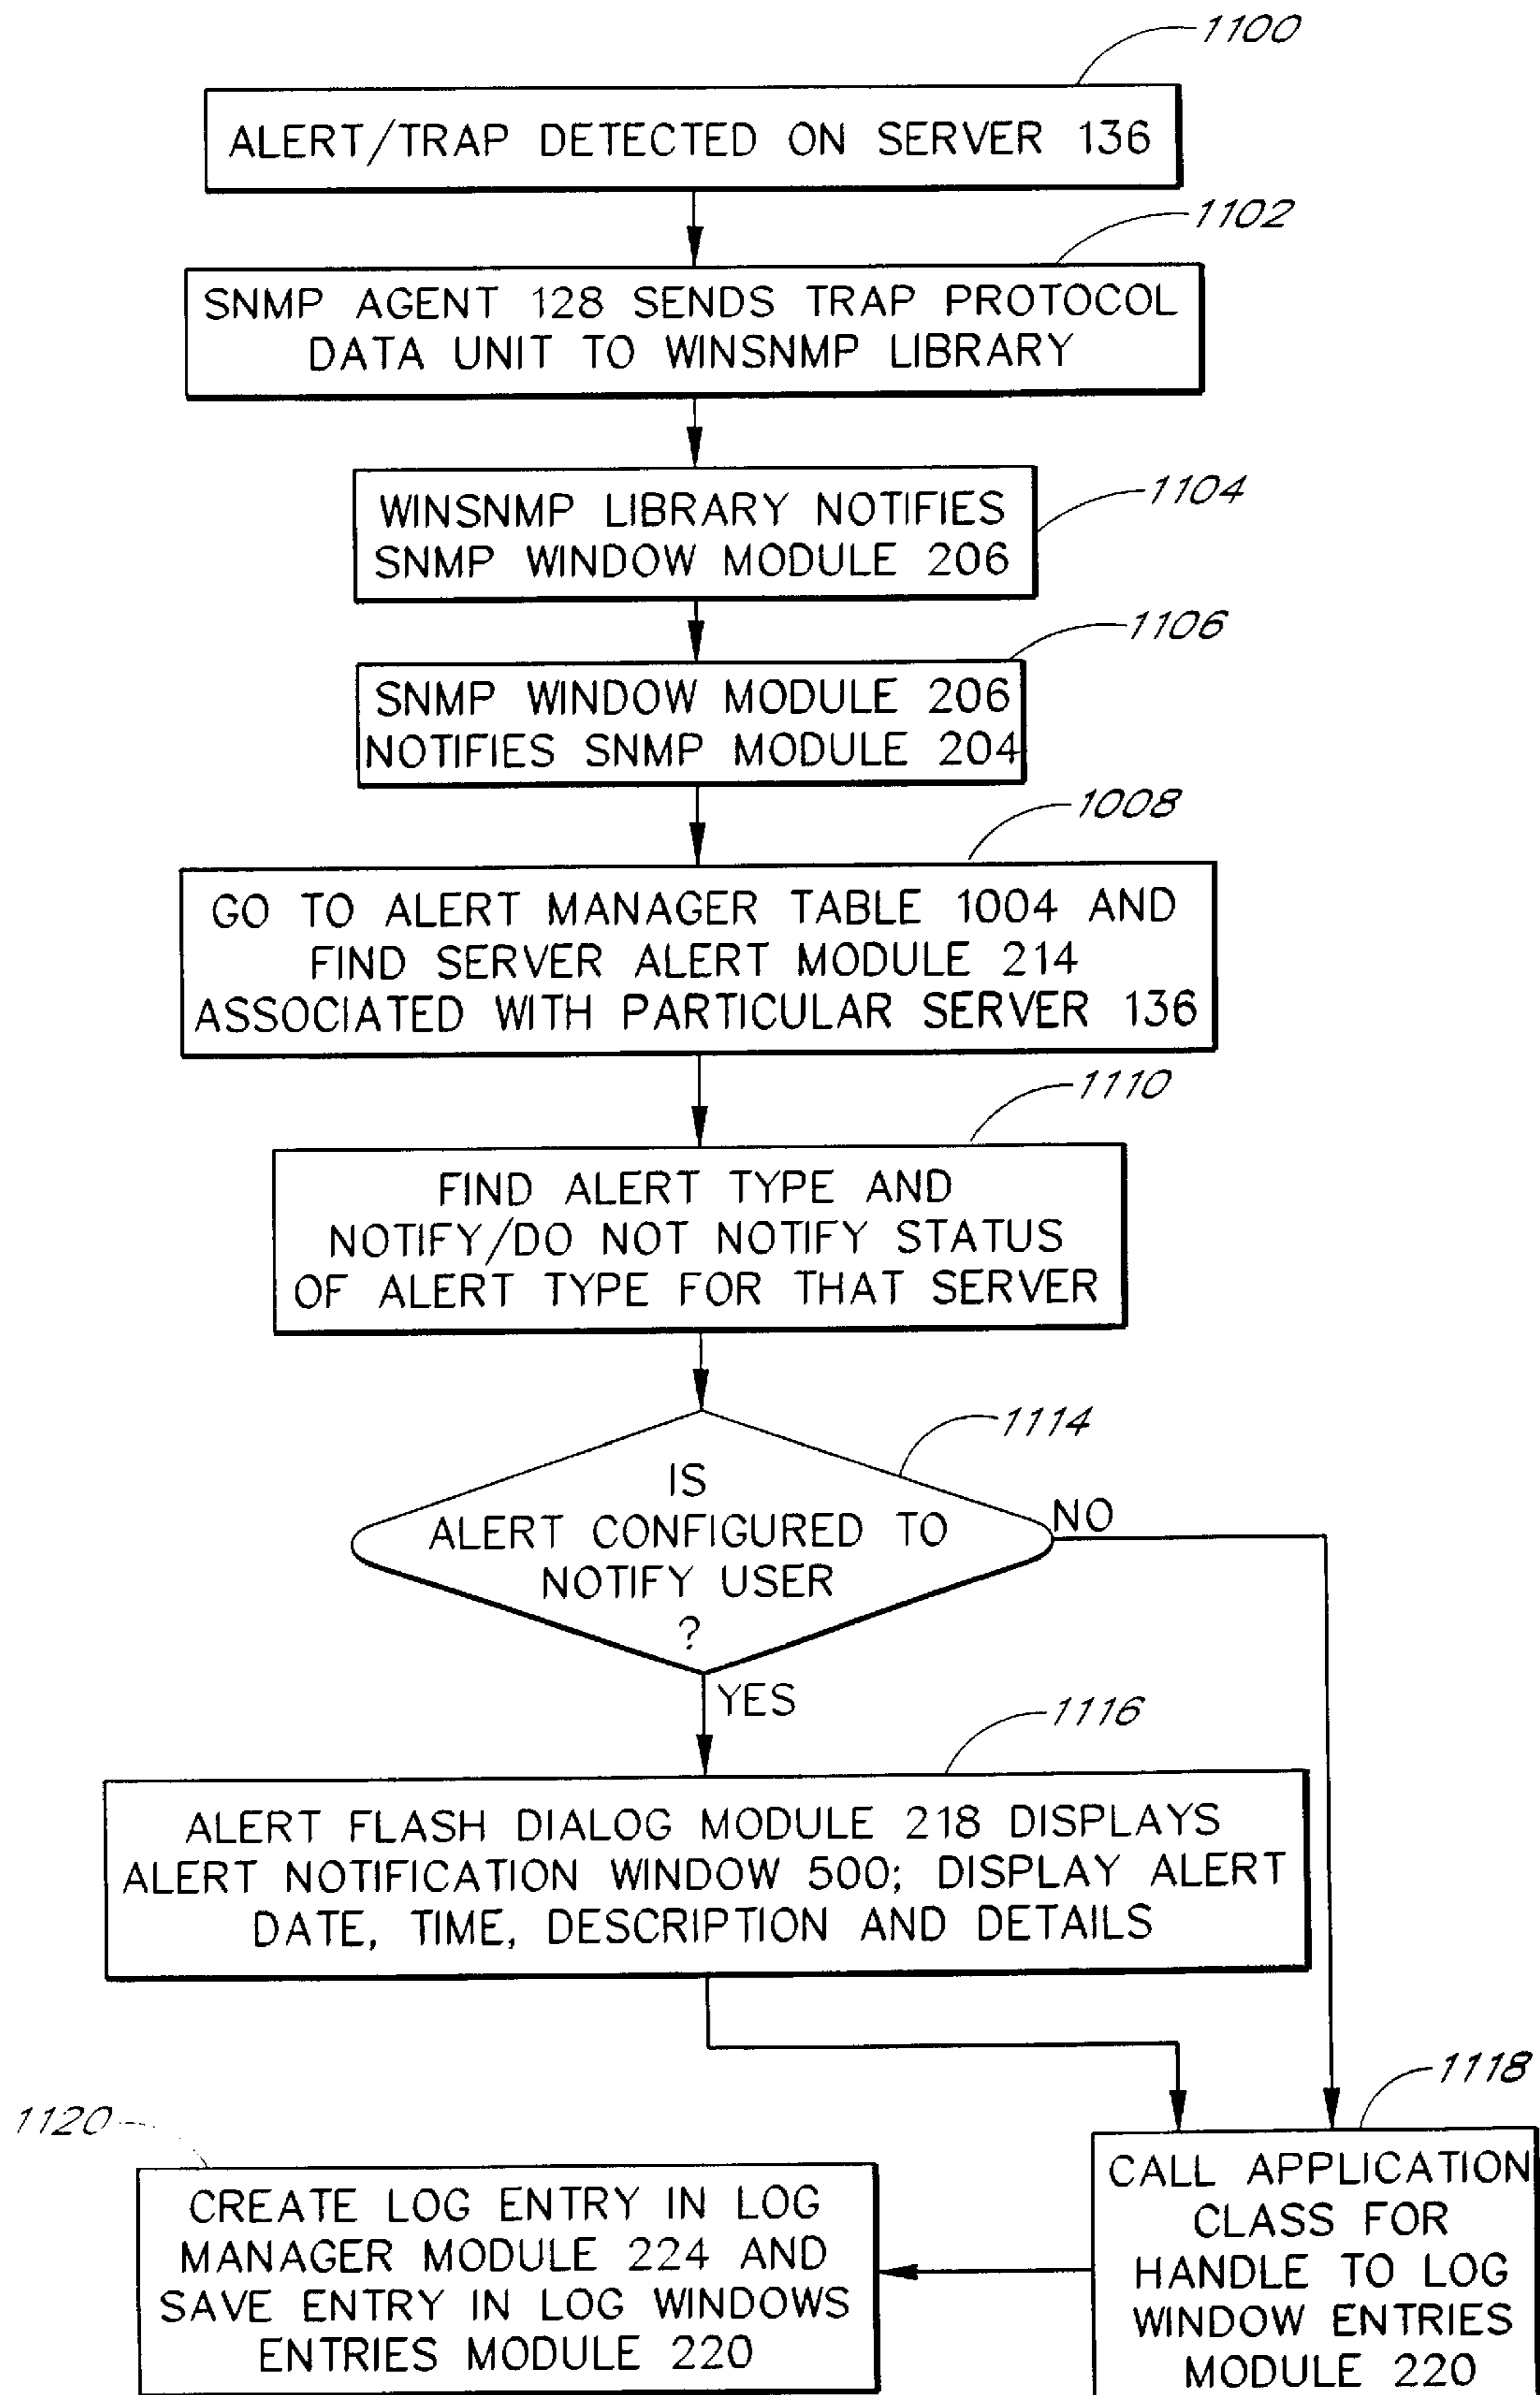 1100
ALERT/TRAP DETECTED ON SERVER 136
1102
SNMP AGENT 128 SENDS TRAP PROTOCOL
DATA UNIT TO WINSNMP LIBRARY
1104
WINSNMP LIBRARY NOTIFIES
SNMP WINDOW MODULE 206
1106
SNMP WINDOW MODULE 206
NOTIFIES SNMP MODULE 204
1008
GO TO ALERT MANAGER TABLE 1004 AND
FIND SERVER ALERT MODULE 214
ASSOCIATED WITH PARTICULAR SERVER 136
1110
FIND ALERT TYPE AND
NOTIFY/DO NOT NOTIFY STATUS
OF ALERT TYPE FOR THAT SERVER
1114
IS
ALERT CONFIGURED TO
NOTIFY USER
?
NO
YES
1116
ALERT FLASH DIALOG MODULE 218 DISPLAYS
ALERT NOTIFICATION WINDOW 500; DISPLAY ALERT
DATE, TIME, DESCRIPTION AND DETAILS
1118
CALL APPLICATION
CLASS FOR
HANDLE TO LOG
WINDOW ENTRIES
MODULE 220
1120
CREATE LOG ENTRY IN LOG
MANAGER MODULE 224 AND
SAVE ENTRY IN LOG WINDOWS
ENTRIES MODULE 220